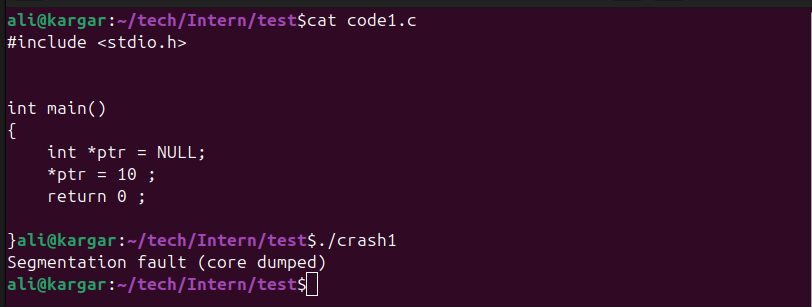 ali@kargar:~/tech/Intern/test$cat code1.c
#include <stdio.h>
int main()
{
    int *ptr = NULL;
    *ptr = 10 ;
    return 0 ;
}ali@kargar:~/tech/Intern/test$./crash1
Segmentation fault (core dumped)
ali@kargar:~/tech/Intern/test$